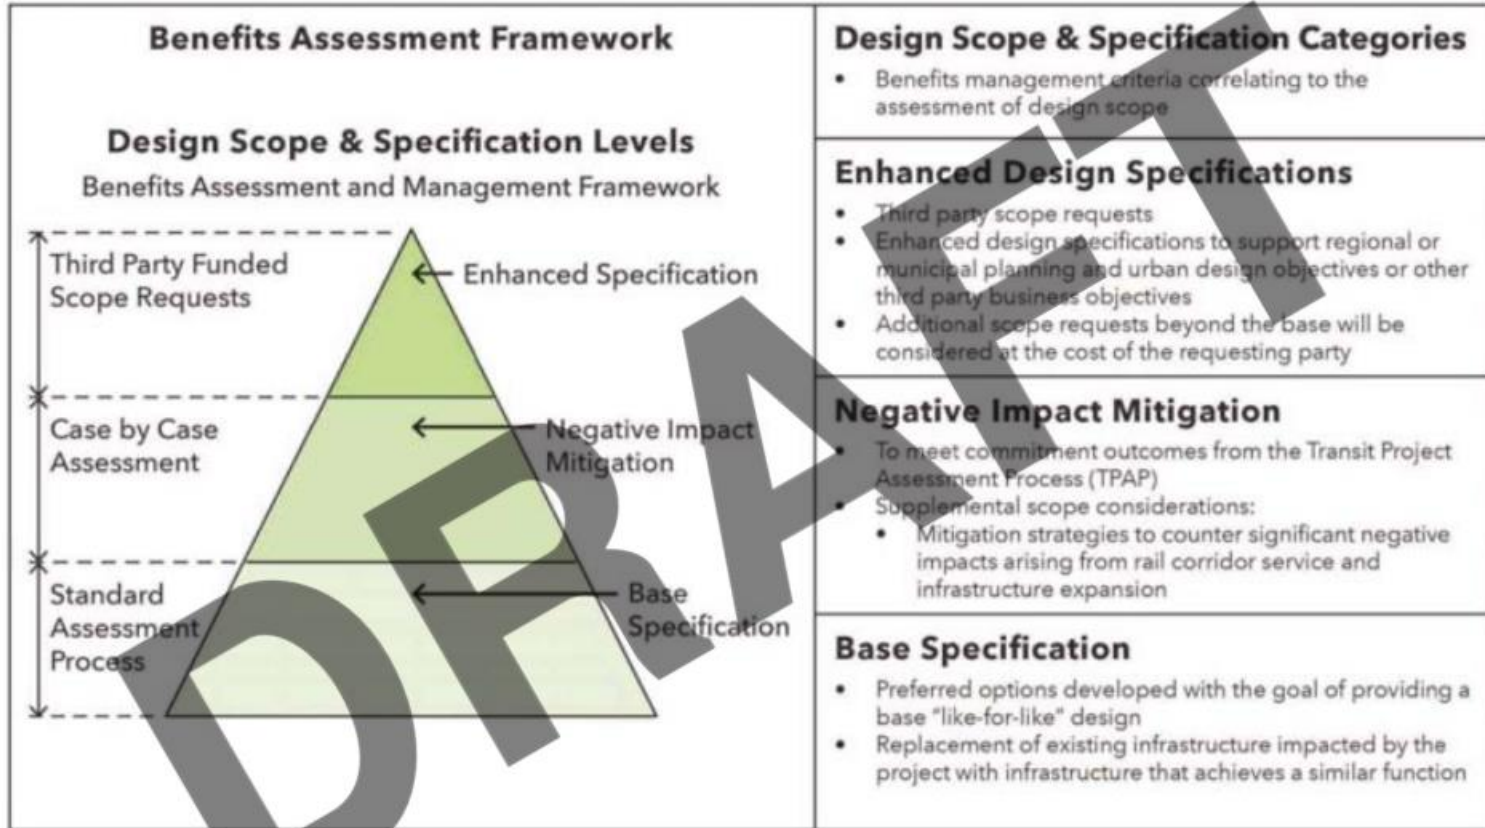 Benefits Assessment Framework
Design Scope & Specification Levels
Benefits Assessment and Management Framework
Third Party Funded
Scope Requests
Enhanced Specification
Case by Case
Assessment
Negative Impact
Mitigation
Standard
Assessment
Process
Base
Specification
Design Scope & Specification Categories
• Benefits management criteria correlating to the
assessment of design scope
Enhanced Design Specifications
• Third party scope requests
• Enhanced design specifications to support regional or
municipal planning and urban design objectives or other
third party business objectives
• Additional scope requests beyond the base will be
considered at the cost of the requesting party
Negative Impact Mitigation
• To meet commitment outcomes from the Transit Project
Assessment Process (TPAP)
• Supplemental scope considerations:
• Mitigation strategies to counter significant negative
impacts arising from rail corridor service and
infrastructure expansion
Base Specification
• Preferred options developed with the goal of providing a
base "like-for-like" design
• Replacement of existing infrastructure impacted by the
project with infrastructure that achieves a similar function
DRAFT